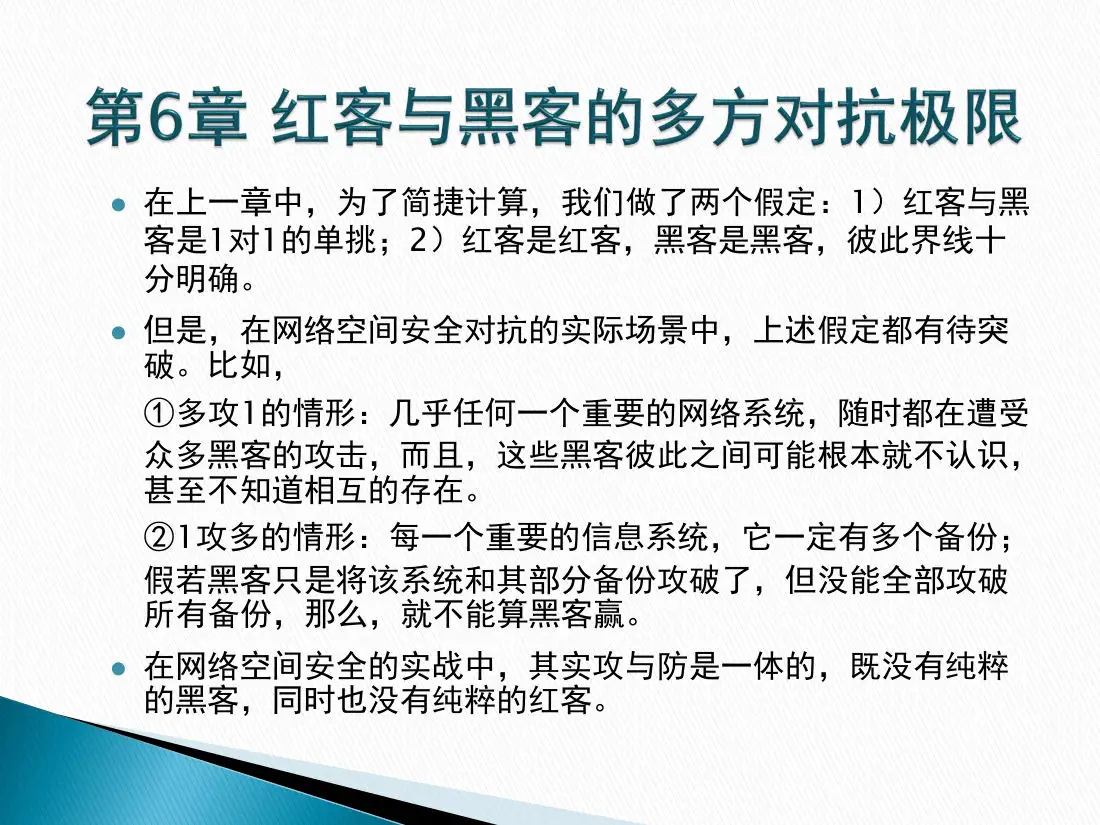 第6章 红客与黑客的多方对抗极限
在上一章中，为了简捷计算，我们做了两个假定：1）红客与黑
客是1对1的单挑；2）红客是红客，黑客是黑客，彼此界线十
分明确。
但是，在网络空间安全对抗的实际场景中，上述假定都有待突
破。比如，
①多攻1的情形：几乎任何一个重要的网络系统，随时都在遭受
众多黑客的攻击，而且，这些黑客彼此之间可能根本就不认识，
甚至不知道相互的存在。
②1攻多的情形：每一个重要的信息系统，它一定有多个备份；
假若黑客只是将该系统和其部分备份攻破了，但没能全部攻破
所有备份，那么，就不能算黑客赢。
在网络空间安全的实战中，其实攻与防是一体的，既没有纯粹
的黑客，同时也没有纯粹的红客。